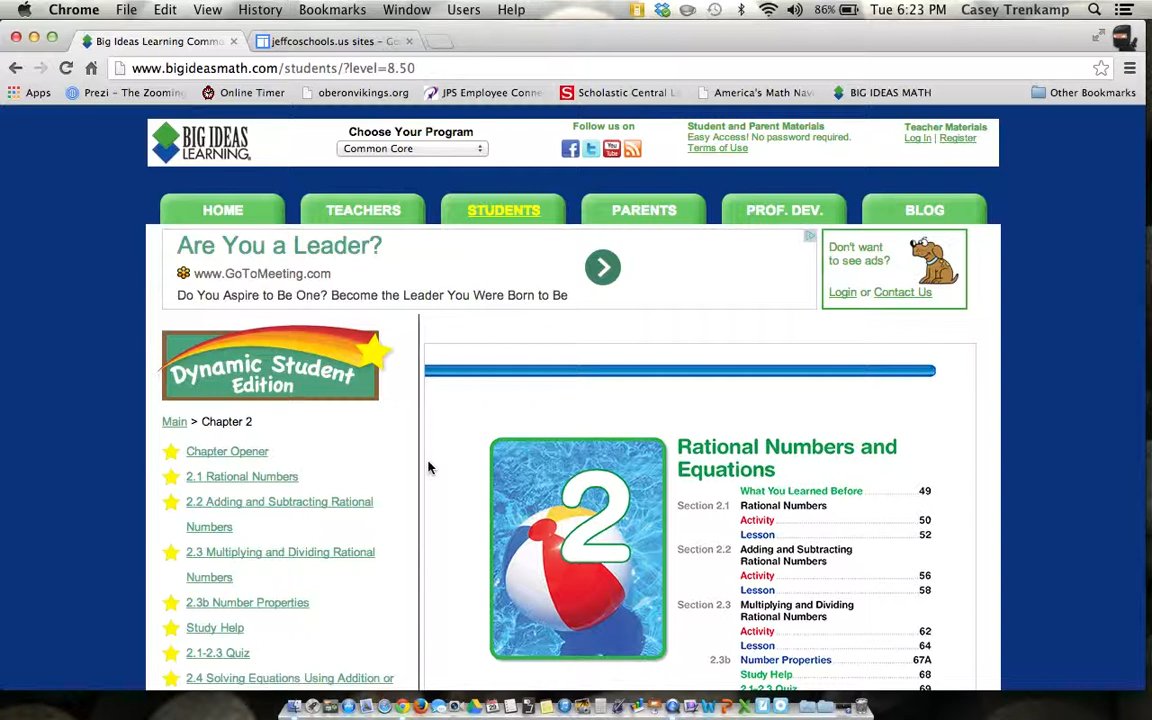 Chrome File Edit View History Bookmarks Window Users Help 86% Tue 6:23 PM Casey Trenkamp
Big Ideas Learning Commo jeffcoschools.us sites - Go
www.bigideasmath.com/students/?level=8.50
Apps Prezi - The Zooming Online Timer oberonvikings.org JPS Employee Conne Scholastic Central L America's Math Nav BIG IDEAS MATH Other Bookmarks
BIG IDEAS
LEARNING
Choose Your Program
Common Core
Follow us on
Student and Parent Materials
Easy Access! No password required.
Terms of Use
Teacher Materials
Log In | Register
HOME TEACHERS STUDENTS PARENTS PROF. DEV. BLOG
Are You a Leader?
www.GoToMeeting.com
Do You Aspire to Be One? Become the Leader You Were Born to Be
Don't want
to see ads?
Login or Contact Us
Dynamic Student
Edition
Main > Chapter 2
Chapter Opener
2.1 Rational Numbers
2.2 Adding and Subtracting Rational
Numbers
2.3 Multiplying and Dividing Rational
Numbers
2.3b Number Properties
Study Help
2.1-2.3 Quiz
2.4 Solving Equations Using Addition or
2
Rational Numbers and
Equations
What You Learned Before 49
Section 2.1 Rational Numbers
Activity 50
Lesson 52
Section 2.2 Adding and Subtracting
Rational Numbers
Activity 56
Lesson 58
Section 2.3 Multiplying and Dividing
Rational Numbers
Activity 62
Lesson 64
2.3b Number Properties 67A
Study Help 68
2.1-2.3 Quiz 69